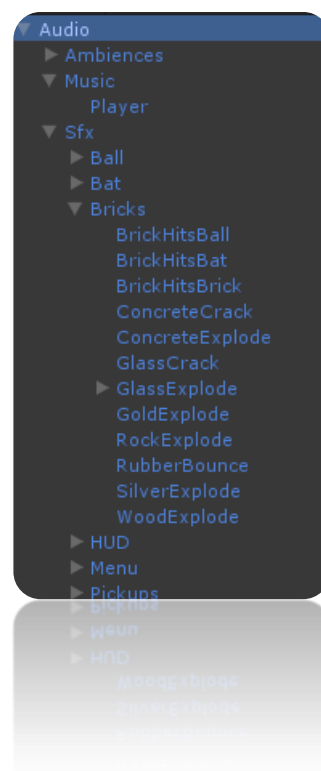 Audio
Ambiences
Music
Player
Sfx
Ball
Bat
Bricks
BrickHitsBall
BrickHitsBat
BrickHitsBrick
ConcreteCrack
ConcreteExplode
GlassCrack
GlassExplode
GoldExplode
RockExplode
RubberBounce
SilverExplode
WoodExplode
HUD
Menu
Pickups